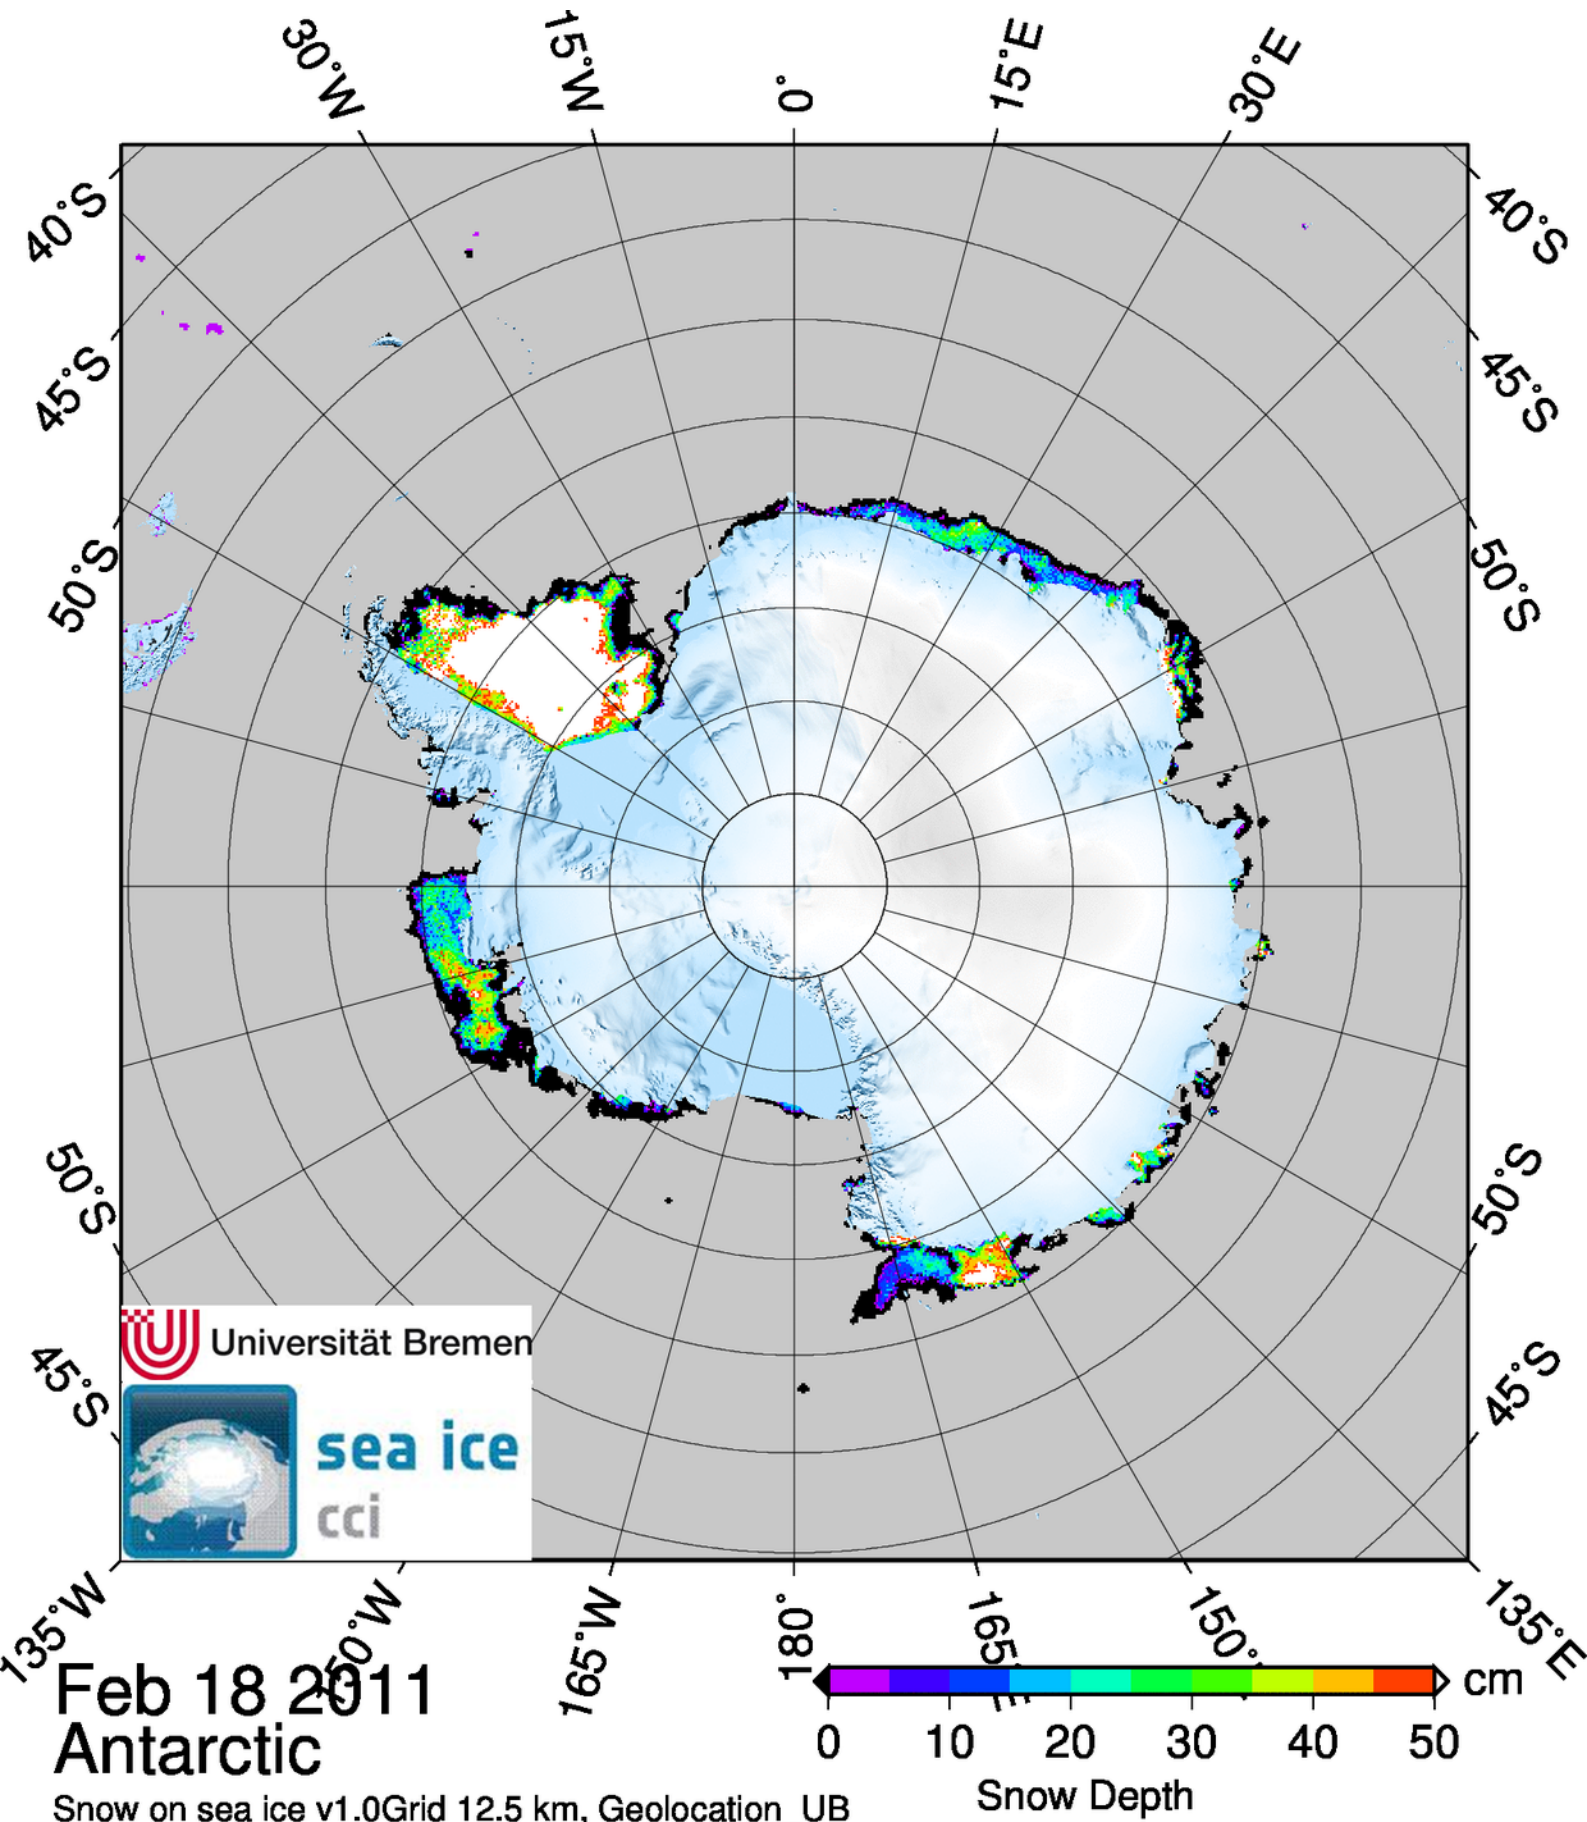 30°W 15°W 0° 15°E 30°E
40°S 40°S
45°S 45°S
50°S 50°S
50°S 50°S
45°S 45°S
Universität Bremen
sea ice
cci
135°W 150°W 165°W 180° 165°E 150° 135°E
Feb 18 2011
Antarctic
Snow on sea ice v1.0Grid 12.5 km, Geolocation UB
cm
0 10 20 30 40 50
Snow Depth